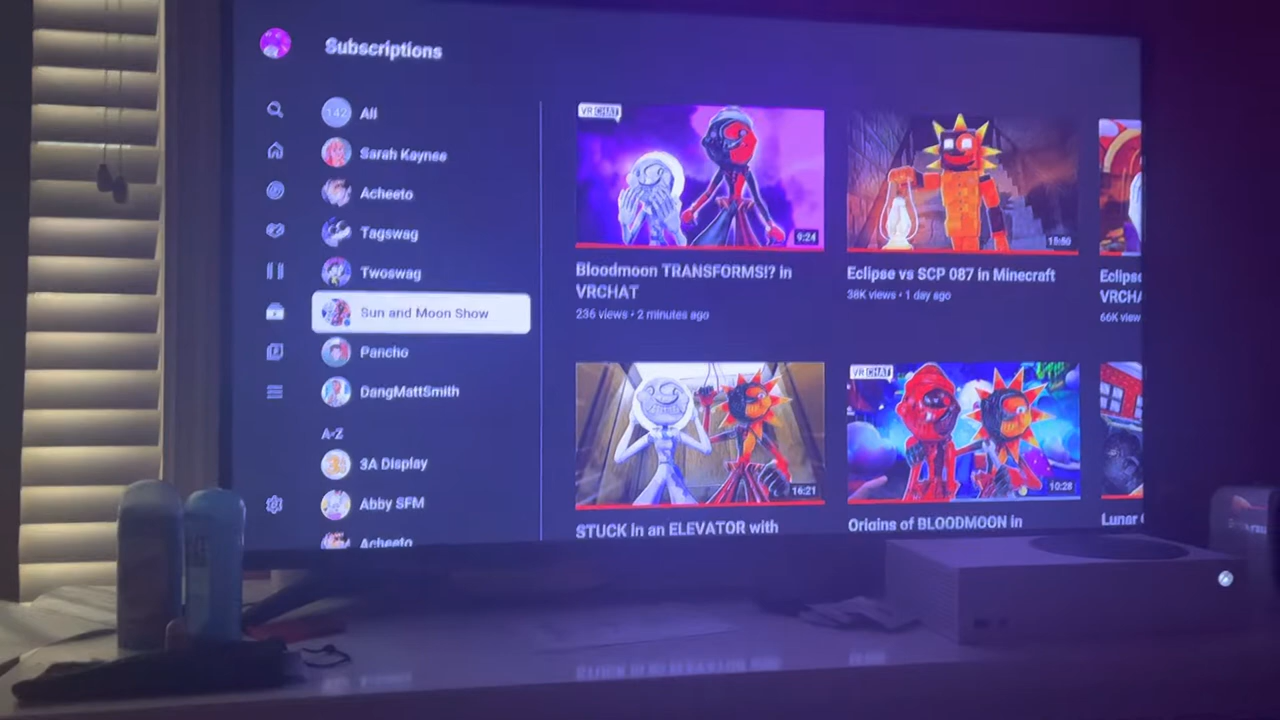 Subscriptions
142
All
Sarah Kaynee
Acheeto
Tagswag
Twoswag
Sun and Moon Show
Pancho
DangMattSmith
A-Z
3A Display
Abby SFM
Acheeto
VRCHAT
9:24
Bloodmoon TRANSFORMS!? in
VRCHAT
236 views • 2 minutes ago
Eclipse vs SCP 087 in Minecraft
38K views • 1 day ago
Eclipse
VRCHA
66K view
16:21
STUCK in an ELEVATOR with
VRCHAT
10:28
Origins of BLOODMOON in
Lunar